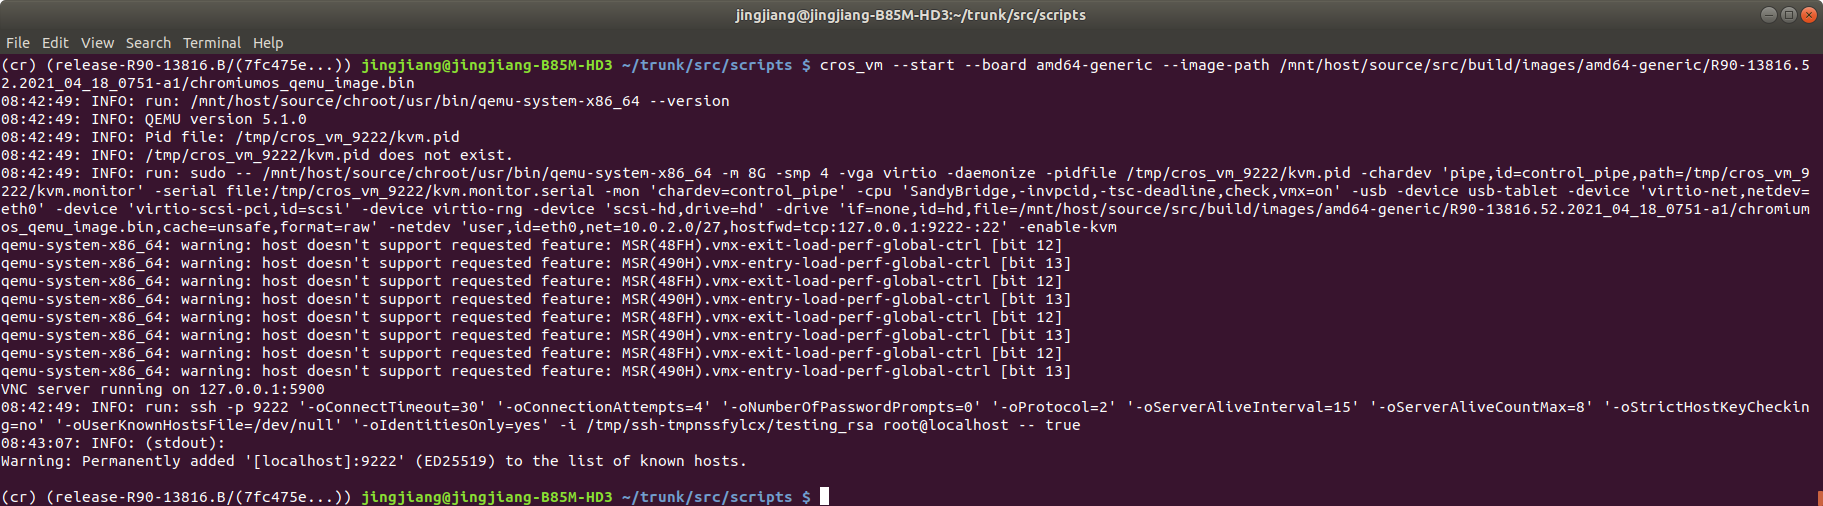 jingjiang@jingjiang-B85M-HD3:~/trunk/src/scripts
File Edit View Search Terminal Help
(cr) (release-R90-13816.B/(7fc475e...)) jingjiang@jingjiang-B85M-HD3 ~/trunk/src/scripts $ cros_vm --start --board amd64-generic --image-path /mnt/host/source/src/build/images/amd64-generic/R90-13816.5
2.2021_04_18_0751-a1/chromiumos_qemu_image.bin
08:42:49: INFO: run: /mnt/host/source/chroot/usr/bin/qemu-system-x86_64 --version
08:42:49: INFO: QEMU version 5.1.0
08:42:49: INFO: Pid file: /tmp/cros_vm_9222/kvm.pid
08:42:49: INFO: /tmp/cros_vm_9222/kvm.pid does not exist.
08:42:49: INFO: run: sudo -- /mnt/host/source/chroot/usr/bin/qemu-system-x86_64 -m 8G -smp 4 -vga virtio -daemonize -pidfile /tmp/cros_vm_9222/kvm.pid -chardev 'pipe,id=control_pipe,path=/tmp/cros_vm_9
222/kvm.monitor' -serial file:/tmp/cros_vm_9222/kvm.monitor.serial -mon 'chardev=control_pipe' -cpu 'SandyBridge,-invpcid,-tsc-deadline,check,vmx=on' -usb -device usb-tablet -device 'virtio-net,netdev=
eth0' -device 'virtio-scsi-pci,id=scsi' -device virtio-rng -device 'scsi-hd,drive=hd' -drive 'if=none,id=hd,file=/mnt/host/source/src/build/images/amd64-generic/R90-13816.52.2021_04_18_0751-a1/chromium
os_qemu_image.bin,cache=unsafe,format=raw' -netdev 'user,id=eth0,net=10.0.2.0/27,hostfwd=tcp:127.0.0.1:9222-:22' -enable-kvm
qemu-system-x86_64: warning: host doesn't support requested feature: MSR(48FH).vmx-exit-load-perf-global-ctrl [bit 12]
qemu-system-x86_64: warning: host doesn't support requested feature: MSR(490H).vmx-entry-load-perf-global-ctrl [bit 13]
qemu-system-x86_64: warning: host doesn't support requested feature: MSR(48FH).vmx-exit-load-perf-global-ctrl [bit 12]
qemu-system-x86_64: warning: host doesn't support requested feature: MSR(490H).vmx-entry-load-perf-global-ctrl [bit 13]
qemu-system-x86_64: warning: host doesn't support requested feature: MSR(48FH).vmx-exit-load-perf-global-ctrl [bit 12]
qemu-system-x86_64: warning: host doesn't support requested feature: MSR(490H).vmx-entry-load-perf-global-ctrl [bit 13]
qemu-system-x86_64: warning: host doesn't support requested feature: MSR(48FH).vmx-exit-load-perf-global-ctrl [bit 12]
qemu-system-x86_64: warning: host doesn't support requested feature: MSR(490H).vmx-entry-load-perf-global-ctrl [bit 13]
VNC server running on 127.0.0.1:5900
08:42:49: INFO: run: ssh -p 9222 '-oConnectTimeout=30' '-oConnectionAttempts=4' '-oNumberOfPasswordPrompts=0' '-oProtocol=2' '-oServerAliveInterval=15' '-oServerAliveCountMax=8' '-oStrictHostKeyCheckin
g=no' '-oUserKnownHostsFile=/dev/null' '-oIdentitiesOnly=yes' -i /tmp/ssh-tmpnssfylcx/testing_rsa root@localhost -- true
08:43:07: INFO: (stdout):
Warning: Permanently added '[localhost]:9222' (ED25519) to the list of known hosts.
(cr) (release-R90-13816.B/(7fc475e...)) jingjiang@jingjiang-B85M-HD3 ~/trunk/src/scripts $